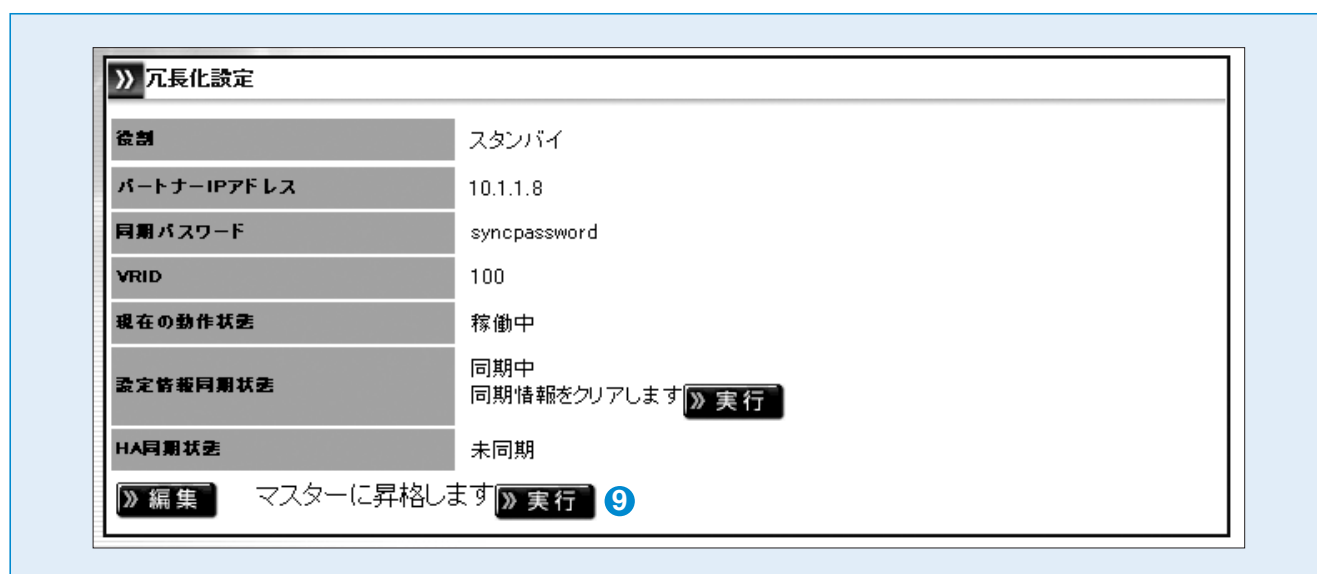 » 冗長化設定
役割 スタンバイ
パートナーIPアドレス 10.1.1.8
同期パスワード syncpassword
VRID 100
現在の動作状態 稼働中
設定情報同期状態 同期中
同期情報をクリアします » 実行
HA同期状態 未同期
» 編集 マスターに昇格します » 実行 9